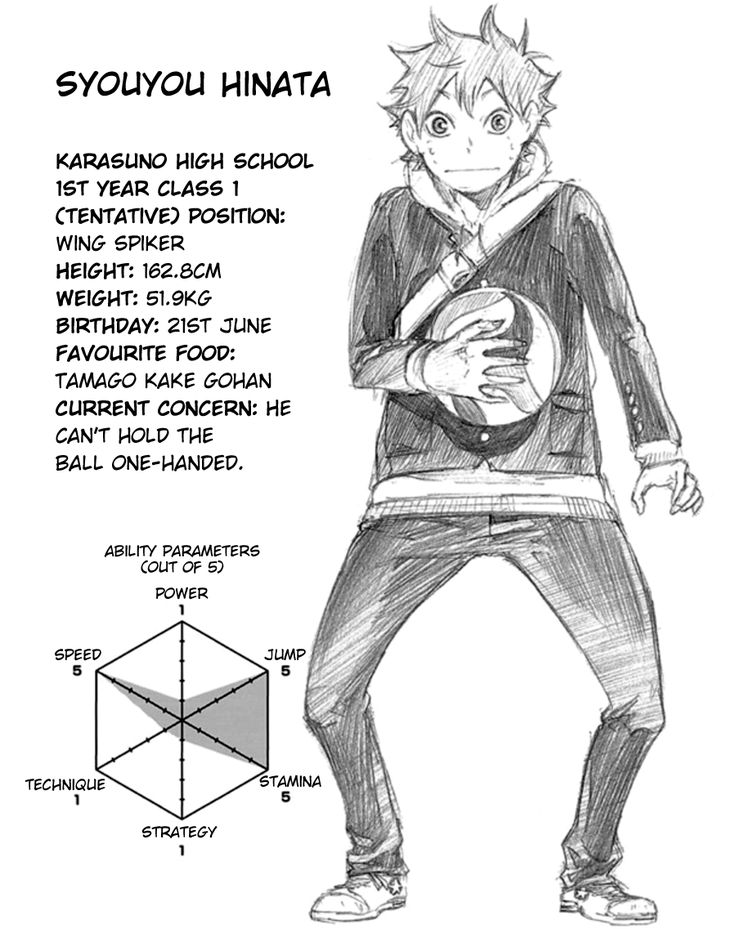 SYOUYOU HINATA
KARASUNO HIGH SCHOOL
1ST YEAR CLASS 1
(TENTATIVE) POSITION:
WING SPIKER
HEIGHT: 162.8CM
WEIGHT: 51.9KG
BIRTHDAY: 21ST JUNE
FAVOURITE FOOD:
TAMAGO KAKE GOHAN
CURRENT CONCERN: HE
CAN'T HOLD THE
BALL ONE-HANDED.
ABILITY PARAMETERS
(OUT OF 5)
POWER
1
SPEED
5
JUMP
5
TECHNIQUE
1
STAMINA
5
STRATEGY
1